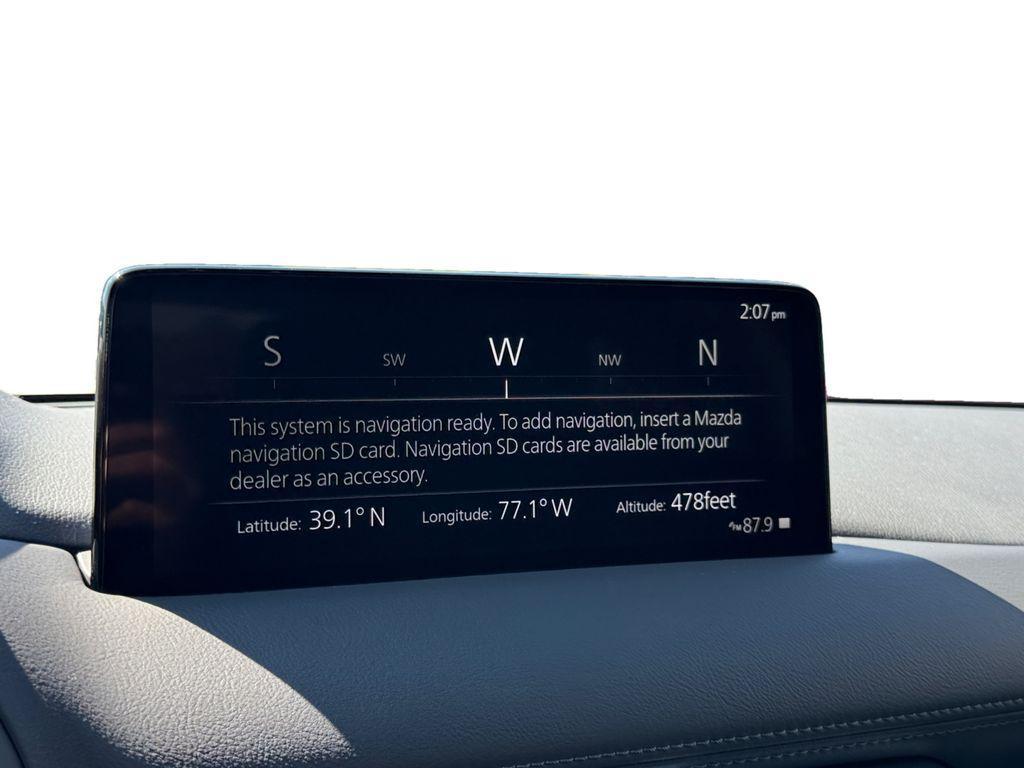 2:07pm
S SW W NW N
This system is navigation ready. To add navigation, insert a Mazda
navigation SD card. Navigation SD cards are available from your
dealer as an accessory.
Latitude: 39.1° N Longitude: 77.1° W Altitude: 478feet
FM 87.9